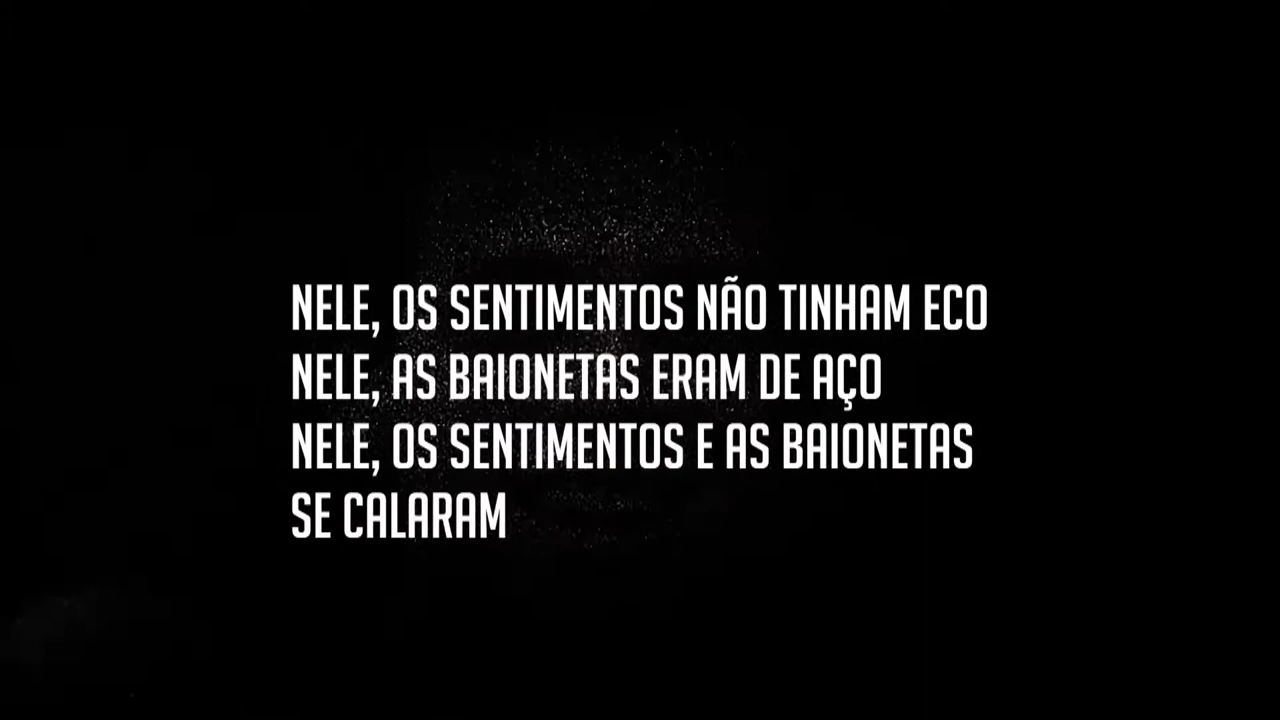 NELE, OS SENTIMENTOS NÃO TINHAM ECO
NELE, AS BAIONETAS ERAM DE AÇO
NELE, OS SENTIMENTOS E AS BAIONETAS
SE CALARAM